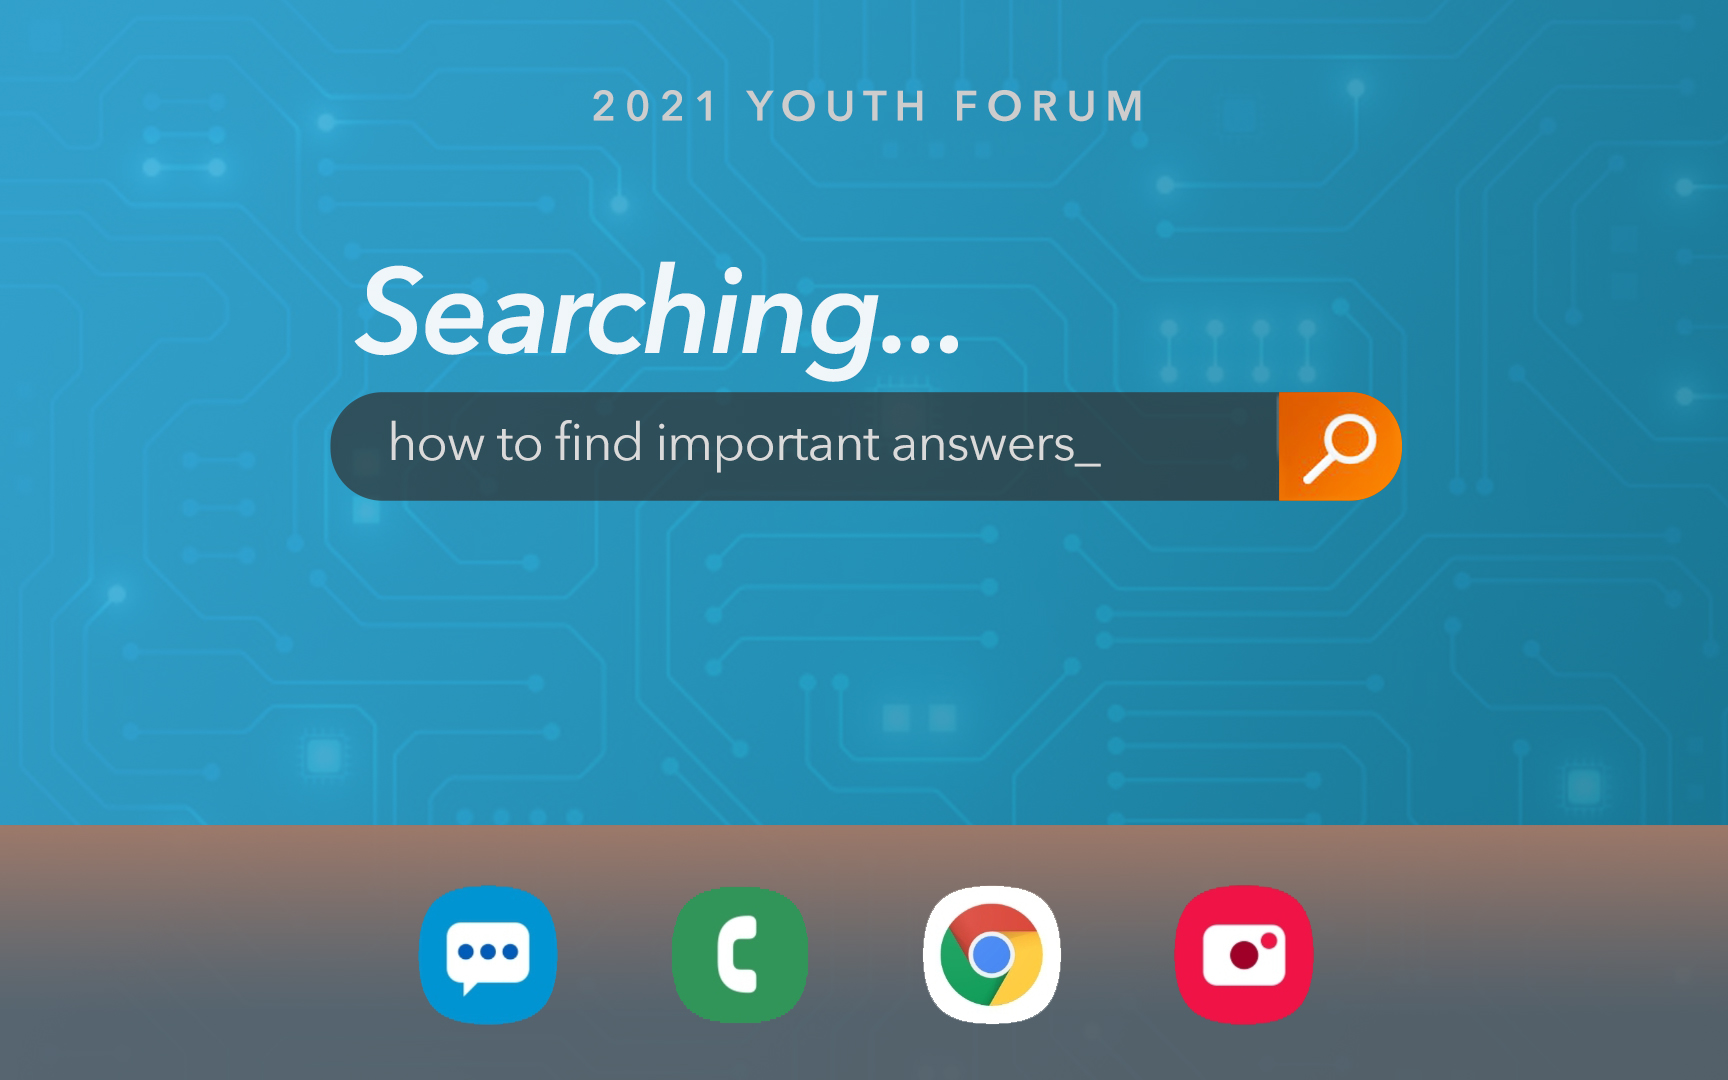 2021 YOUTH FORUM
Searching...
how to find important answers_